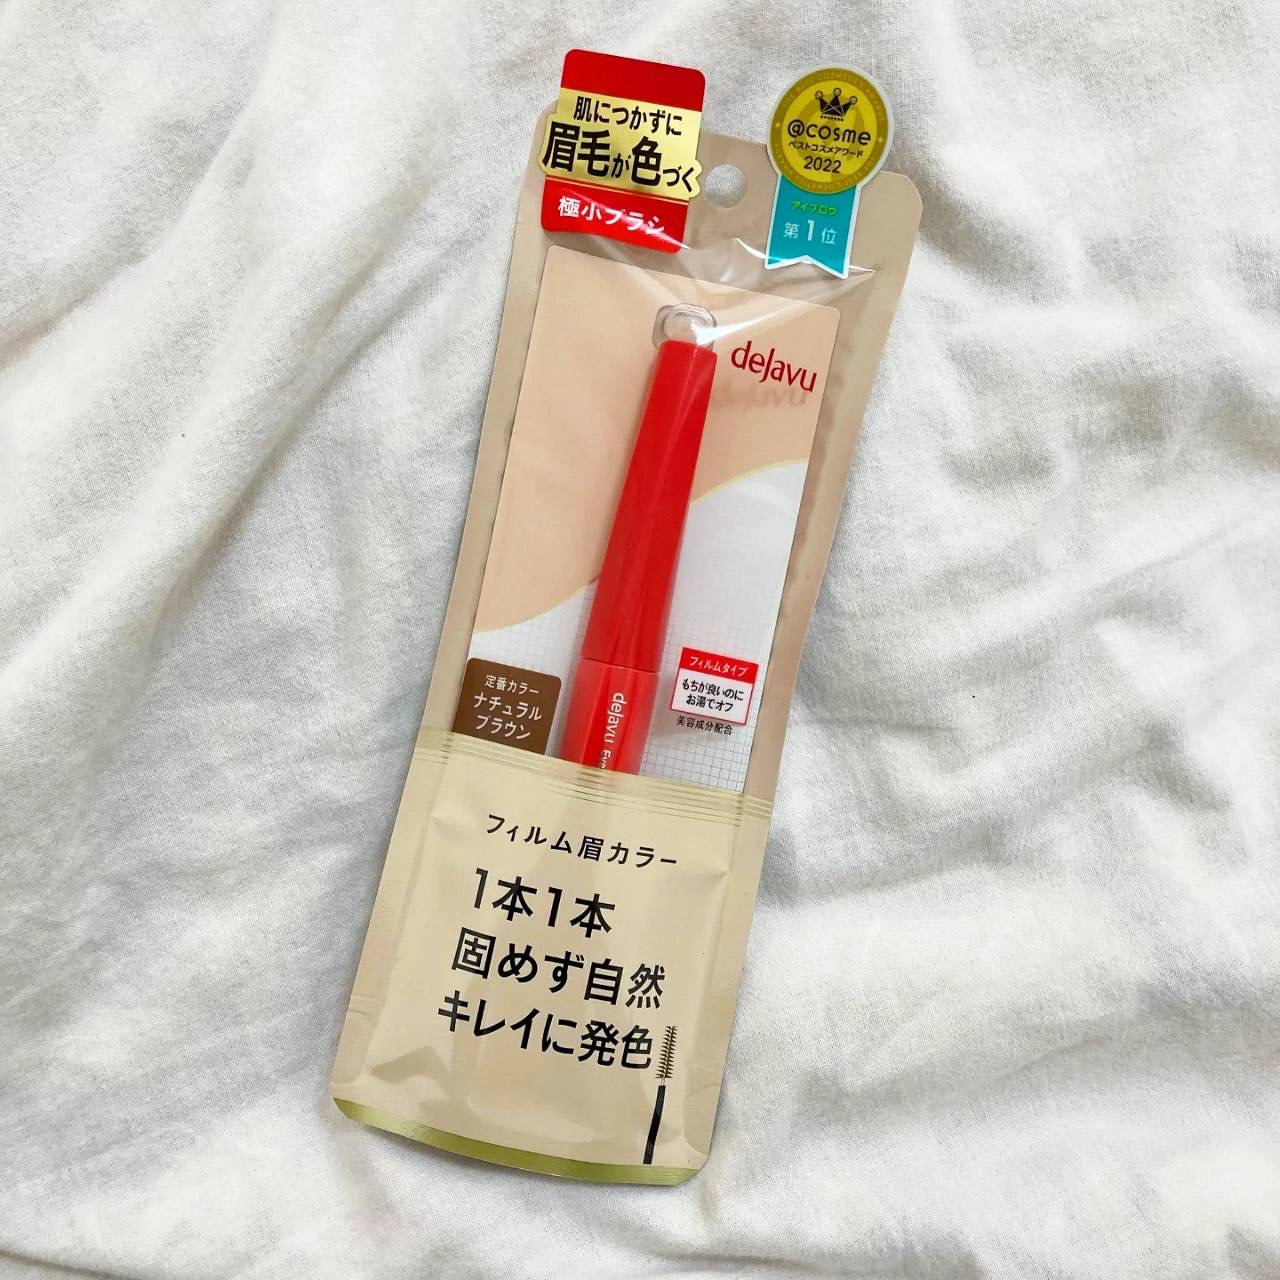 肌につかずに
眉毛が色づく
極小ブラシ
@cosme
ベストコスメアワード
2022
アイブロウ
第1位
dejavu
フィルムタイプ
もちが良いのに
お湯でオフ
美容成分配合
定番カラー
ナチュラル
ブラウン
dejavu
フィルム眉カラー
1本1本
固めず自然
キレイに発色